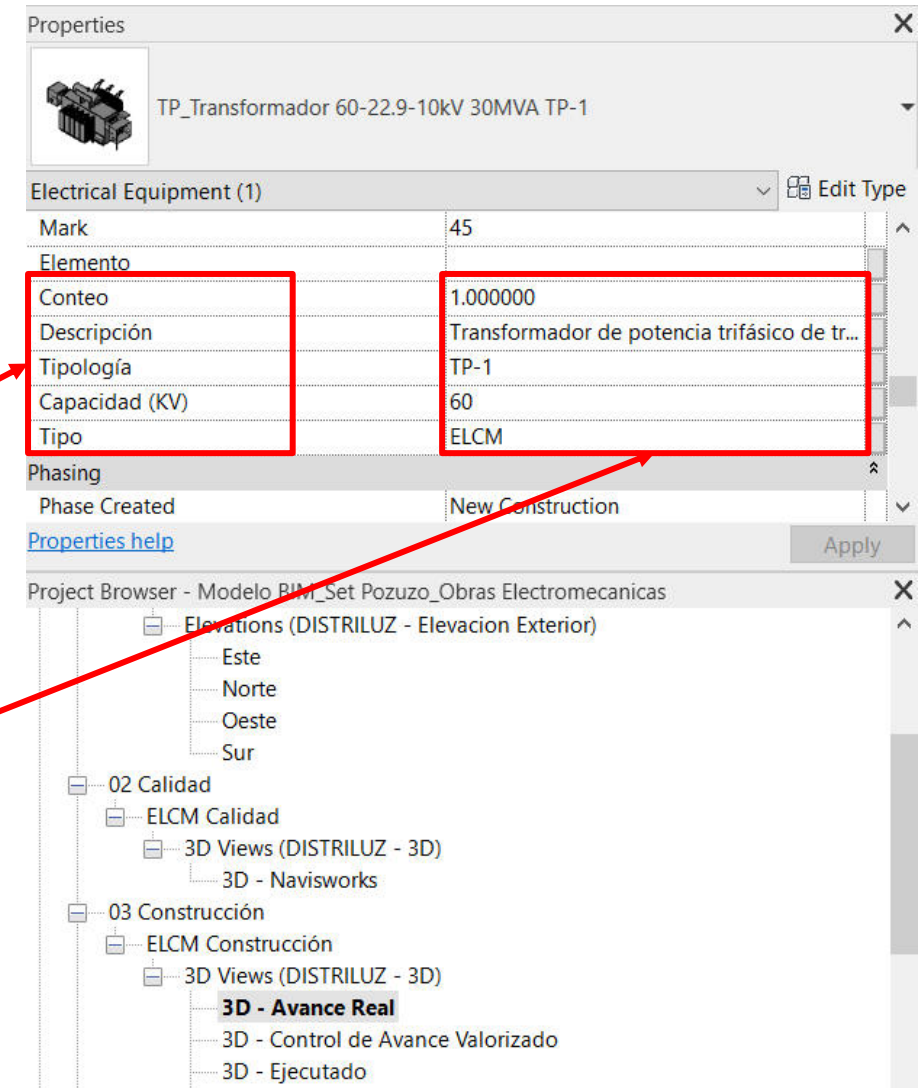 Properties
TP_Transformador 60-22.9-10kV 30MVA TP-1
Electrical Equipment (1) Edit Type
Mark 45
Elemento
Conteo 1.000000
Descripción Transformador de potencia trifásico de tr...
Tipología TP-1
Capacidad (KV) 60
Tipo ELCM
Phasing
Phase Created New Construction
Properties help Apply
Project Browser - Modelo BIM_Set Pozuzo_Obras Electromecanicas
Elevations (DISTRILUZ - Elevacion Exterior)
Este
Norte
Oeste
Sur
02 Calidad
ELCM Calidad
3D Views (DISTRILUZ - 3D)
3D - Navisworks
03 Construcción
ELCM Construcción
3D Views (DISTRILUZ - 3D)
3D - Avance Real
3D - Control de Avance Valorizado
3D - Ejecutado